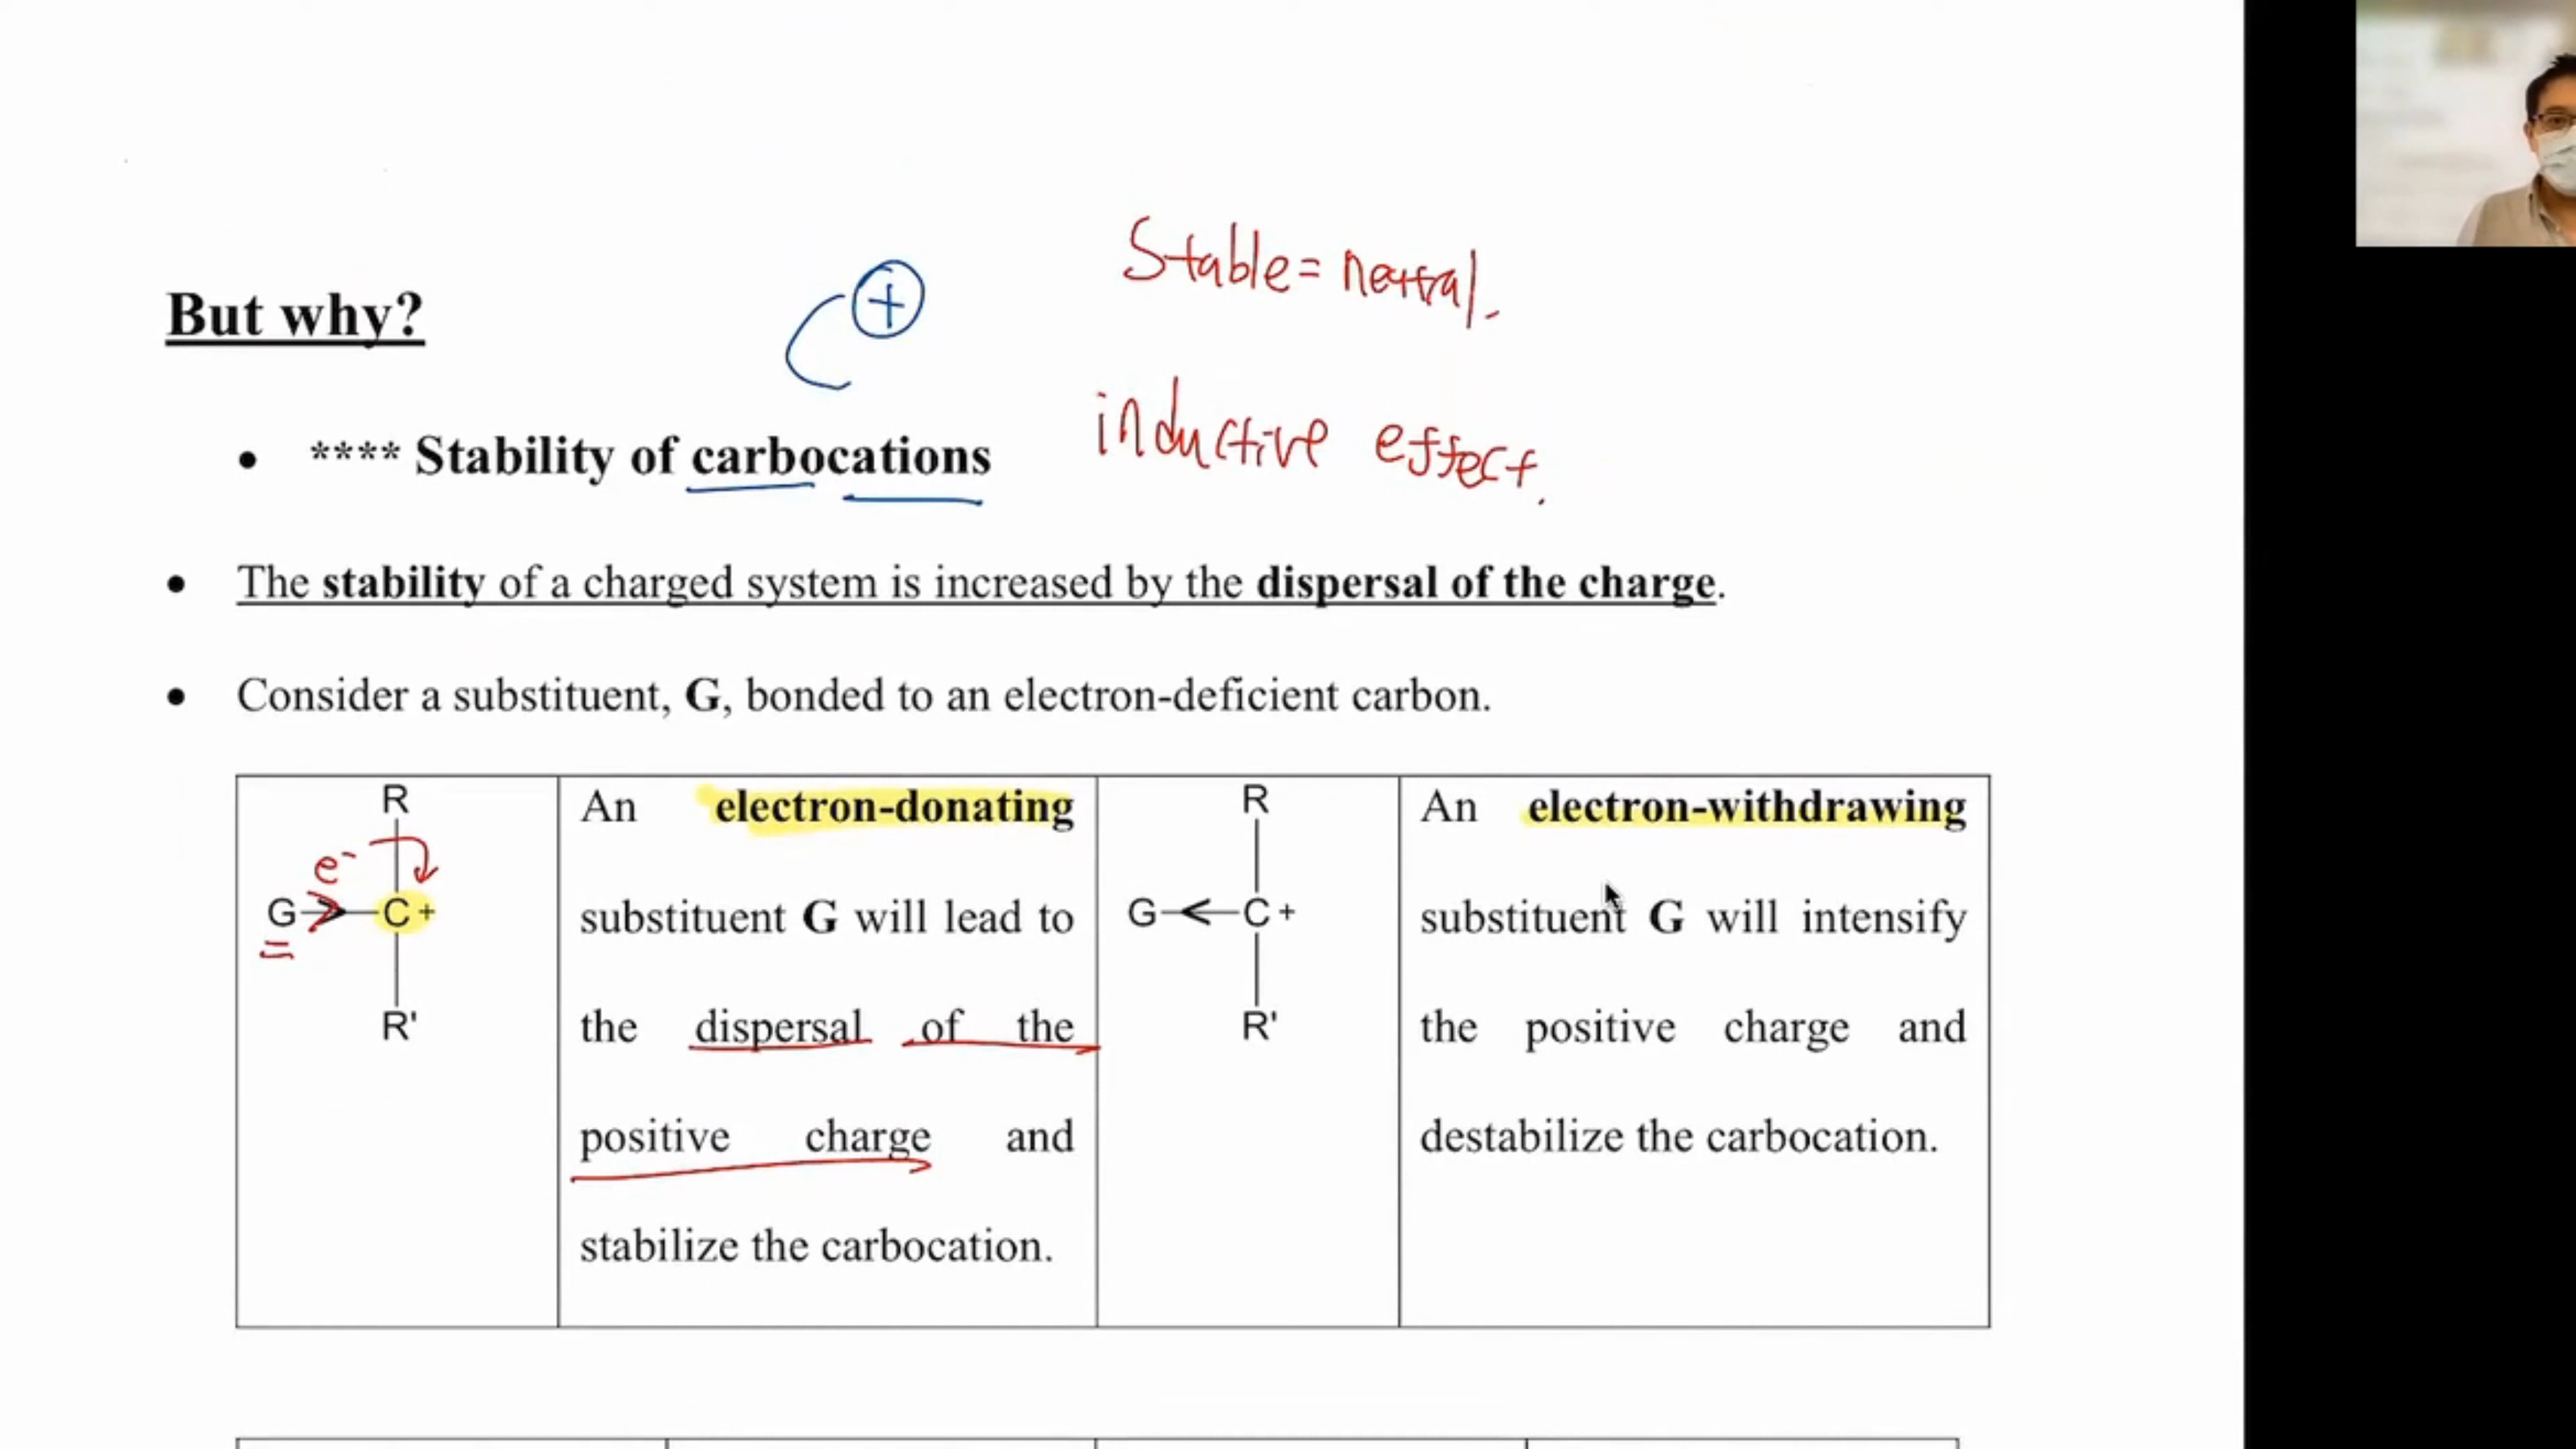 Stable = neutral.
But why?
+
inductive effect.
• **** Stability of carbocations
• The stability of a charged system is increased by the dispersal of the charge.
• Consider a substituent, G, bonded to an electron-deficient carbon.
R
e-
G C +
R'
An electron-donating
substituent G will lead to
the dispersal of the
positive charge and
stabilize the carbocation.
R
G C +
R'
An electron-withdrawing
substituent G will intensify
the positive charge and
destabilize the carbocation.